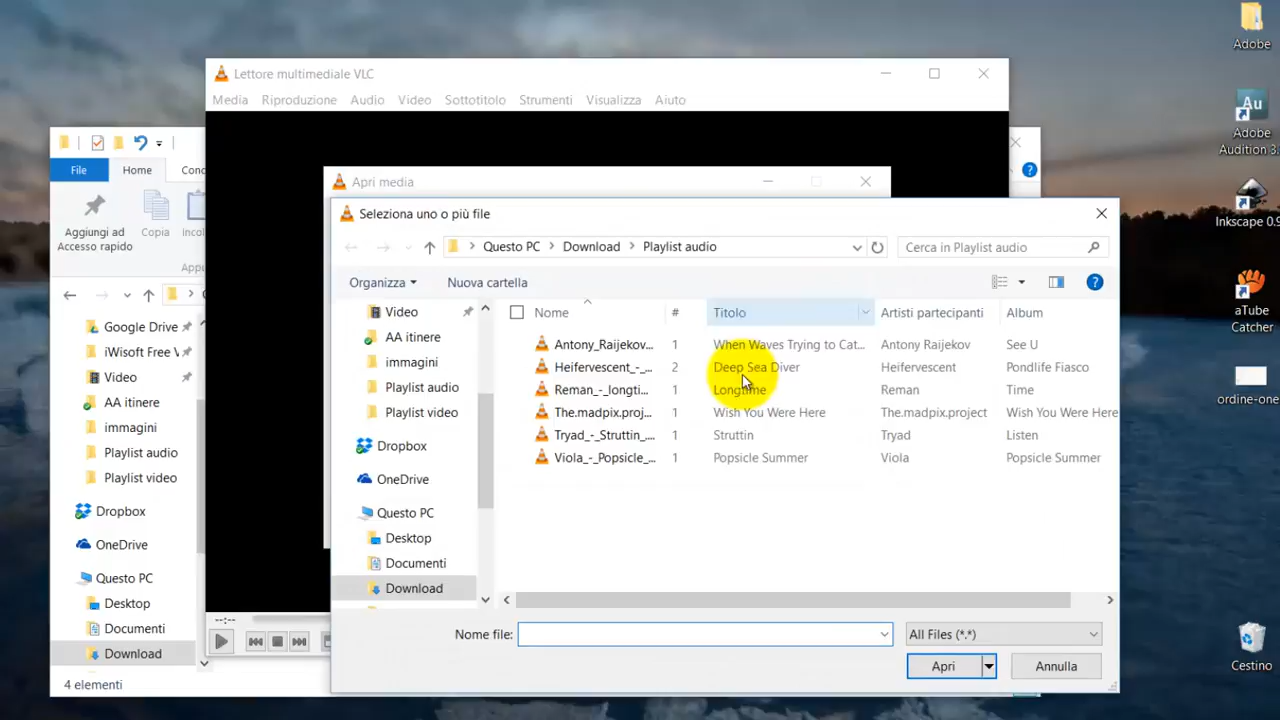 Adobe
Adobe
Audition 3.
Inkscape 0.9
aTube
Catcher
ordine-one
Cestino
File
Home
Aggiungi ad
Accesso rapido
Copia
Google Drive
iWisoft Free V
Video
AA itinere
immagini
Playlist audio
Playlist video
Dropbox
OneDrive
Questo PC
Desktop
Documenti
Download
4 elementi
Lettore multimediale VLC
Media Riproduzione Audio Video Sottotitolo Strumenti Visualizza Aiuto
--:--
Apri media
Seleziona uno o più file
Questo PC > Download > Playlist audio
Cerca in Playlist audio
Organizza Nuova cartella
Video
AA itinere
immagini
Playlist audio
Playlist video
Dropbox
OneDrive
Questo PC
Desktop
Documenti
Download
Nome # Titolo Artisti partecipanti Album
Antony_Raijekov... 1 When Waves Trying to Cat... Antony Raijekov See U
Heifervescent_-_... 2 Deep Sea Diver Heifervescent Pondlife Fiasco
Reman_-_longti... 1 Longtime Reman Time
The.madpix.proj... 1 Wish You Were Here The.madpix.project Wish You Were Here
Tryad_-_Struttin_... 1 Struttin Tryad Listen
Viola_-_Popsicle_... 1 Popsicle Summer Viola Popsicle Summer
Nome file: All Files (*.*)
Apri Annulla